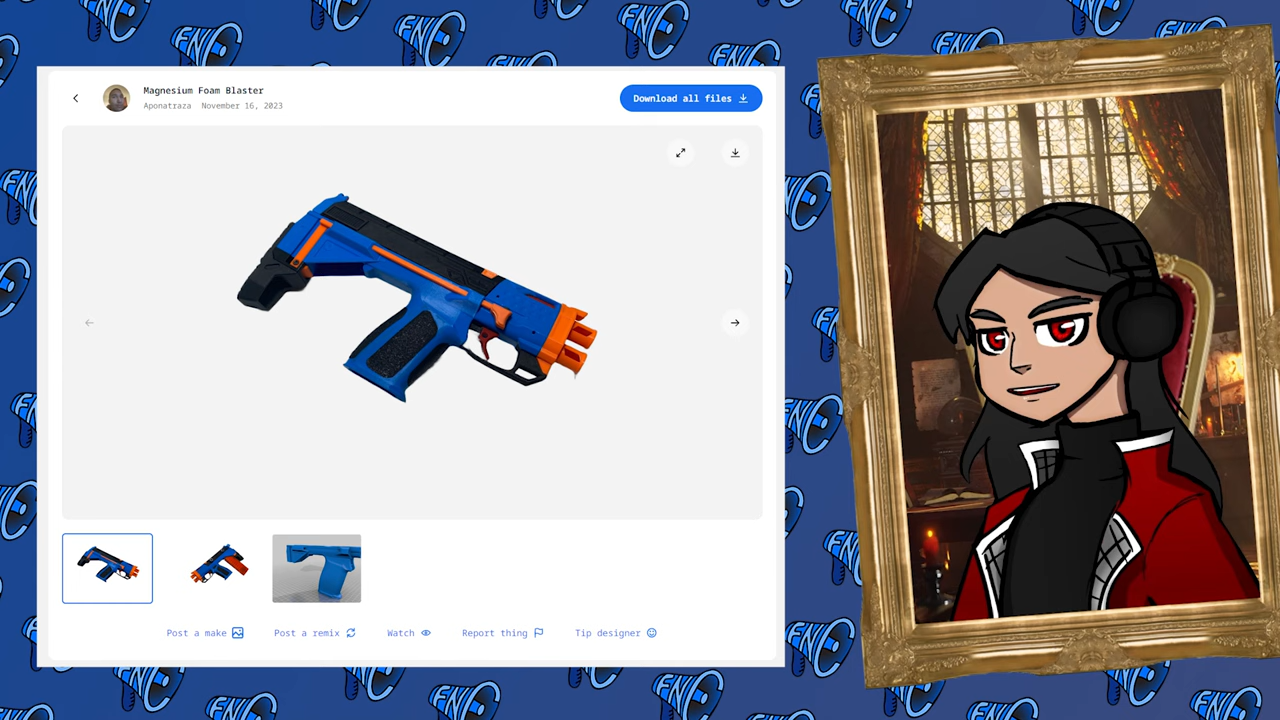 Magnesium Foam Blaster
Aponatraza November 16, 2023
Download all files
Post a make
Post a remix
Watch
Report thing
Tip designer
FNC